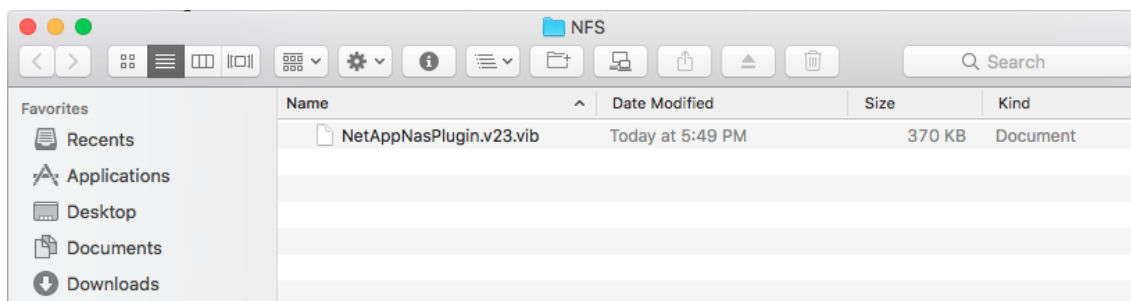 NFS
Search
Favorites
Name Date Modified Size Kind
Recents
NetAppNasPlugin.v23.vib Today at 5:49 PM 370 KB Document
Applications
Desktop
Documents
Downloads